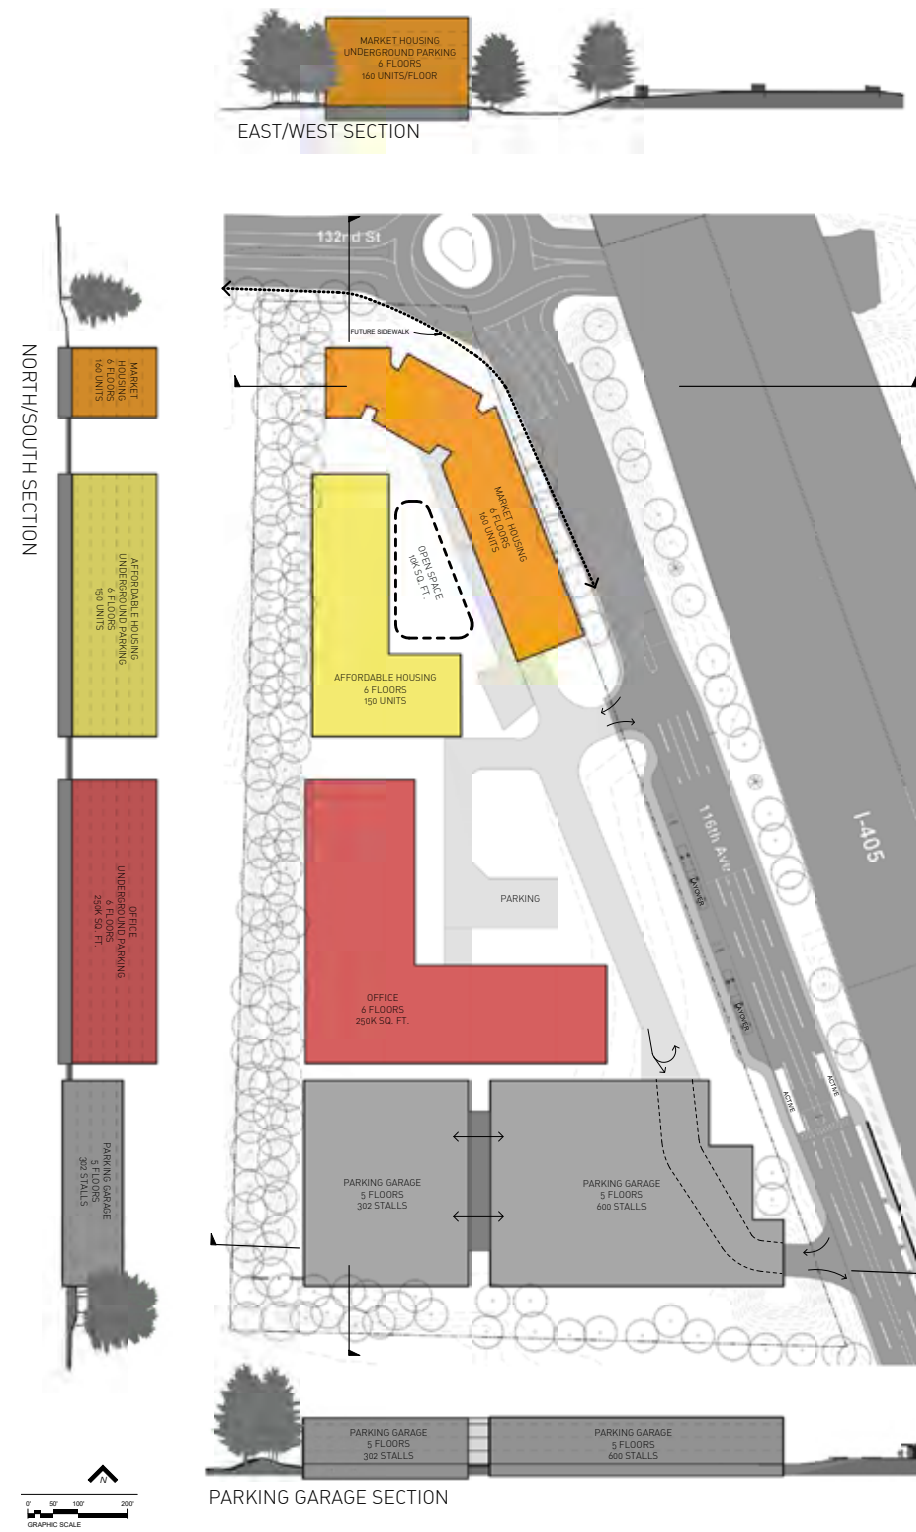 MARKET HOUSING
UNDERGROUND PARKING
6 FLOORS
160 UNITS/FLOOR
EAST/WEST SECTION
132nd St
FUTURE SIDEWALK
NORTH/SOUTH SECTION
MARKET
HOUSING
6 FLOORS
160 UNITS
AFFORDABLE HOUSING
UNDERGROUND PARKING
6 FLOORS
150 UNITS
OFFICE
UNDERGROUND PARKING
6 FLOORS
250K SQ. FT.
PARKING GARAGE
5 FLOORS
302 STALLS
MARKET HOUSING
6 FLOORS
160 UNITS
OPEN SPACE
10K SQ. FT.
AFFORDABLE HOUSING
6 FLOORS
150 UNITS
116th Ave
I-405
LAYOVER
PARKING
LAYOVER
OFFICE
6 FLOORS
250K SQ. FT.
ACTIVE
ACTIVE
PARKING GARAGE
5 FLOORS
302 STALLS
PARKING GARAGE
5 FLOORS
600 STALLS
PARKING GARAGE
5 FLOORS
302 STALLS
PARKING GARAGE
5 FLOORS
600 STALLS
PARKING GARAGE SECTION
N
0' 50' 100' 200'
GRAPHIC SCALE